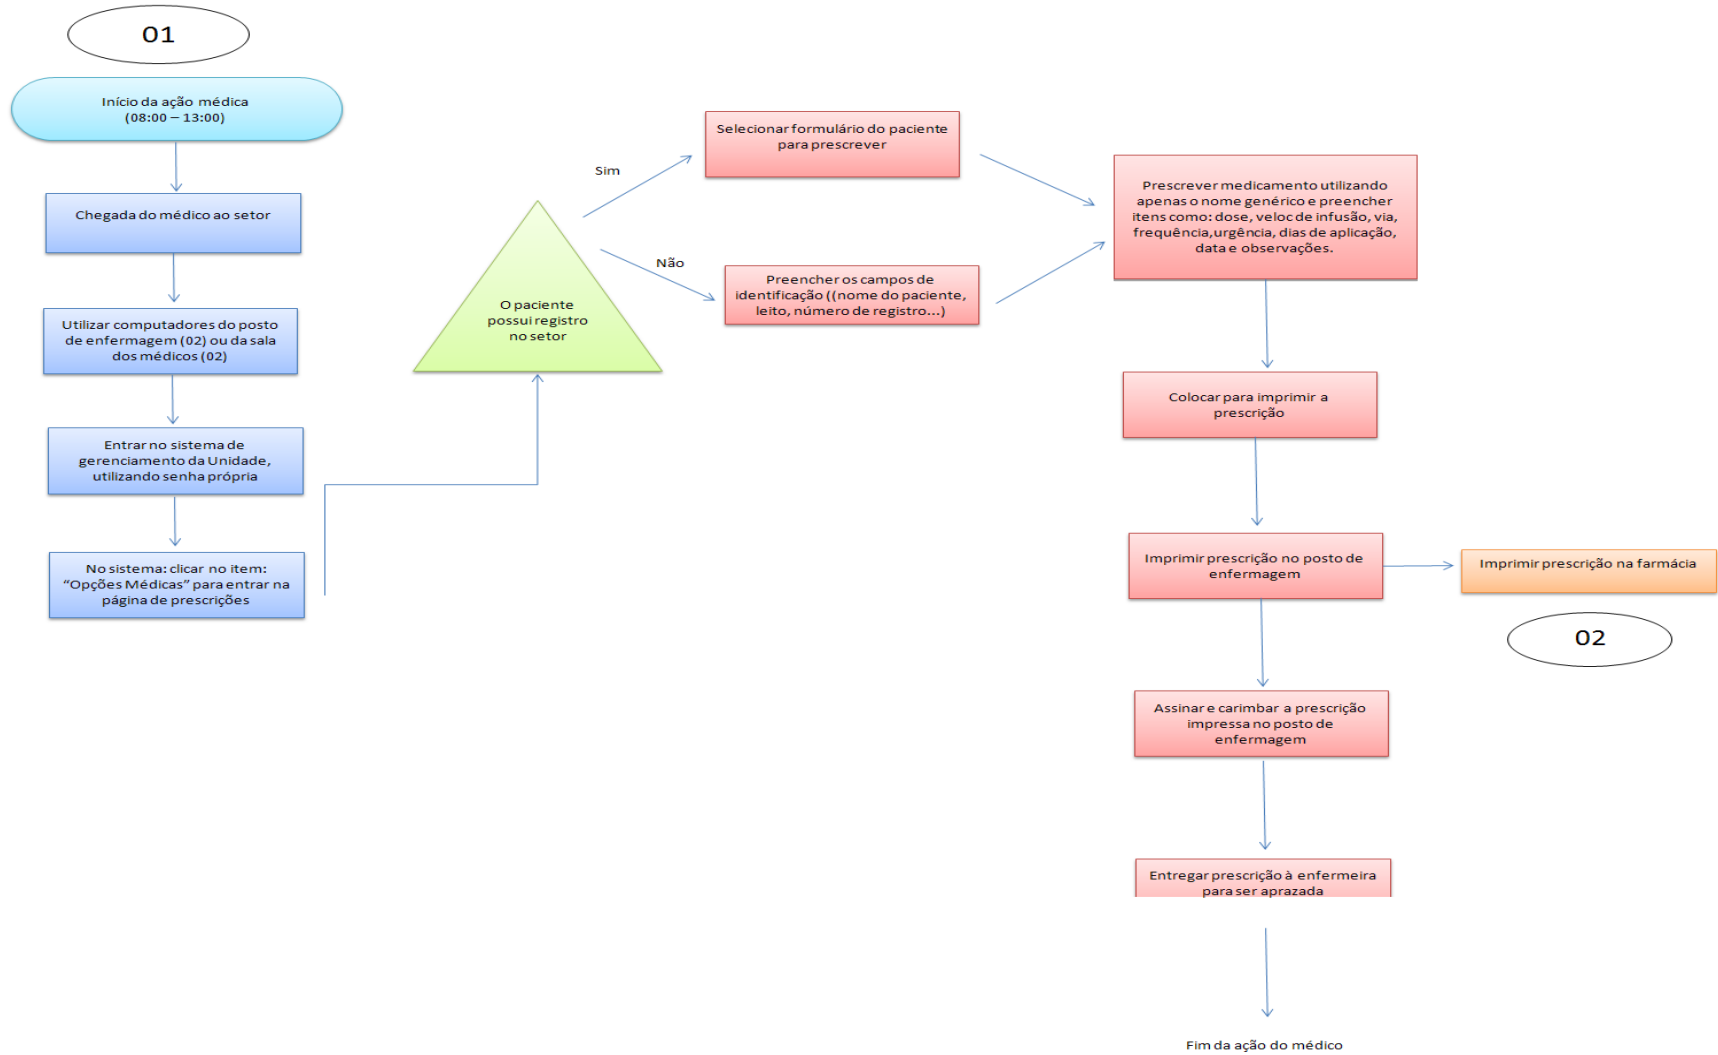 01
Início da ação médica
(08:00 – 13:00)
Chegada do médico ao setor
Utilizar computadores do posto
de enfermagem (02) ou da sala
dos médicos (02)
Entrar no sistema de
gerenciamento da Unidade,
utilizando senha própria
No sistema: clicar no item:
“Opções Médicas” para entrar na
página de prescrições
O paciente
possui registro
no setor
Sim
Não
Selecionar formulário do paciente
para prescrever
Preencher os campos de
identificação ((nome do paciente,
leito, número de registro...)
Prescrever medicamento utilizando
apenas o nome genérico e preencher
itens como: dose, veloc de infusão, via,
frequência,urgência, dias de aplicação,
data e observações.
Colocar para imprimir a
prescrição
Imprimir prescrição no posto de
enfermagem
Imprimir prescrição na farmácia
02
Assinar e carimbar a prescrição
impressa no posto de
enfermagem
Entregar prescrição à enfermeira
para ser aprazada
Fim da ação do médico